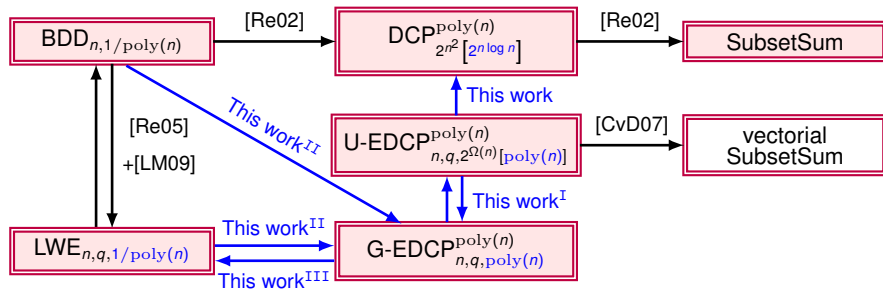 [Re02] [Re02]
BDD_{n,1/poly(n)} DCP^{poly(n)}_{2^{n^2}[2^{n log n}]} SubsetSum
This work
This work^{II} [CvD07]
[Re05] U-EDCP^{poly(n)}_{n,q,2^{Ω(n)}[poly(n)]} vectorial
+[LM09] SubsetSum
This work^{I}
This work^{II}
LWE_{n,q,1/poly(n)} G-EDCP^{poly(n)}_{n,q,poly(n)}
This work^{III}